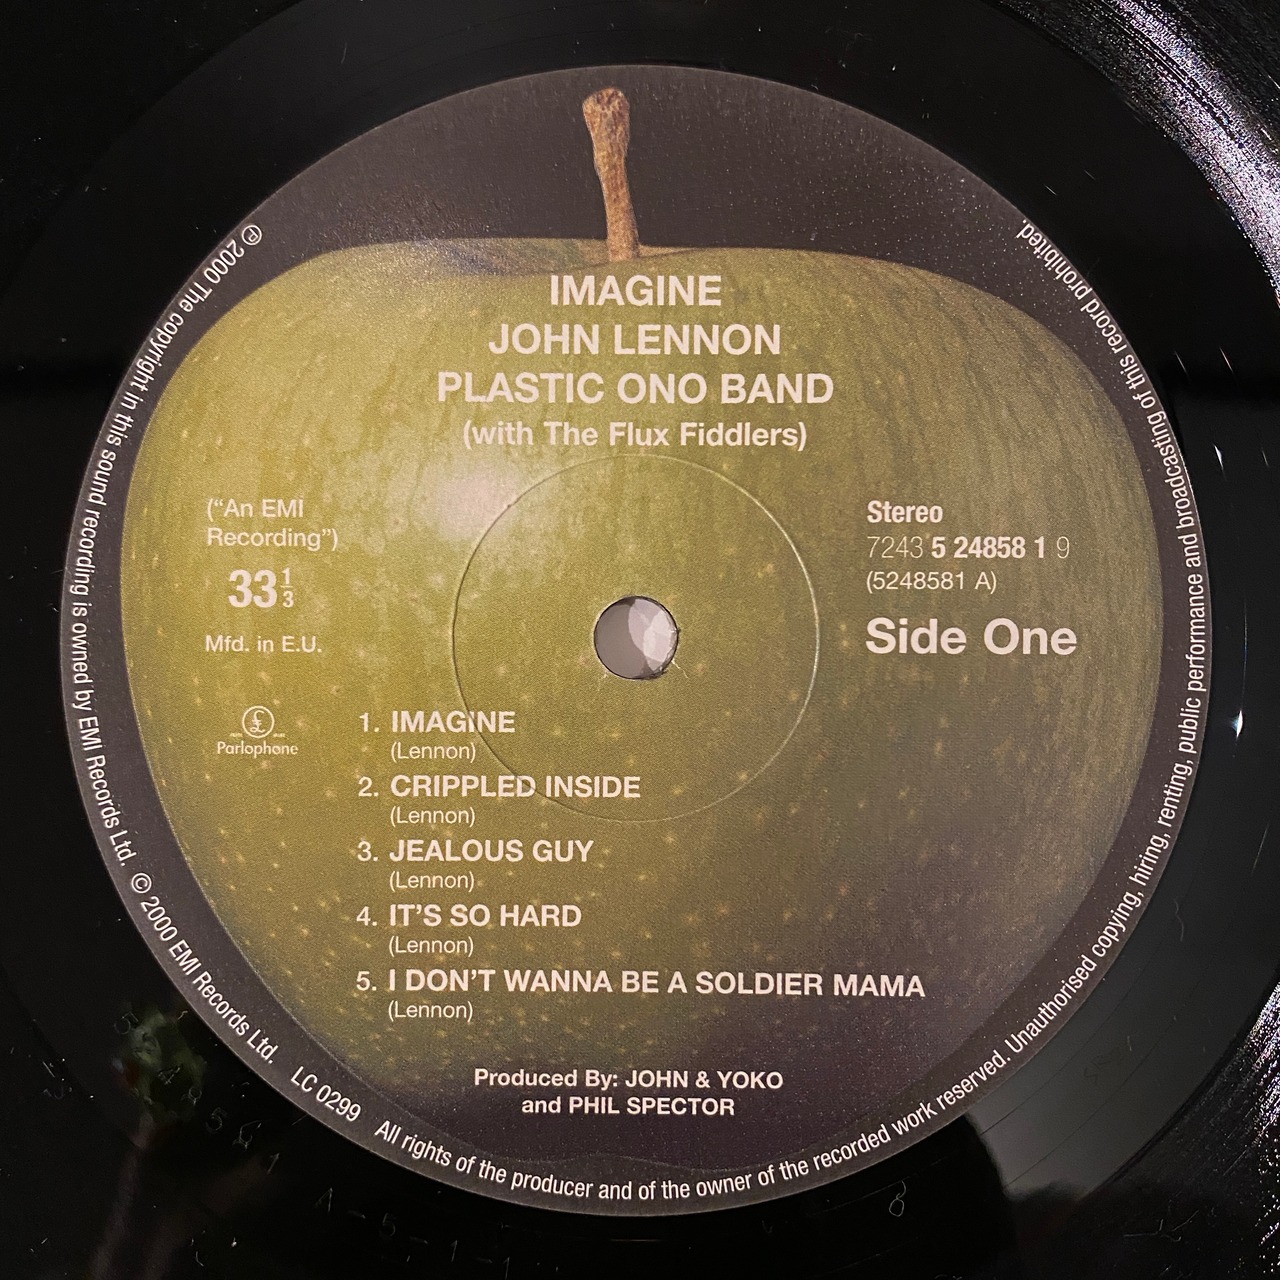 IMAGINE
JOHN LENNON
PLASTIC ONO BAND
(with The Flux Fiddlers)
("An EMI
Recording")
33 1/3
Mfd. in E.U.
£
Parlophone
Stereo
7243 5 24858 1 9
(5248581 A)
Side One
1. IMAGINE
(Lennon)
2. CRIPPLED INSIDE
(Lennon)
3. JEALOUS GUY
(Lennon)
4. IT'S SO HARD
(Lennon)
5. I DON'T WANNA BE A SOLDIER MAMA
(Lennon)
Produced By: JOHN & YOKO
and PHIL SPECTOR
℗ 2000 The copyright in this sound recording is owned by EMI Records Ltd. © 2000 EMI Records Ltd. LC 0299 All rights of the producer and of the owner of the recorded work reserved. Unauthorised copying, hiring, renting, public performance and broadcasting of this record prohibited.
A-5-1-1